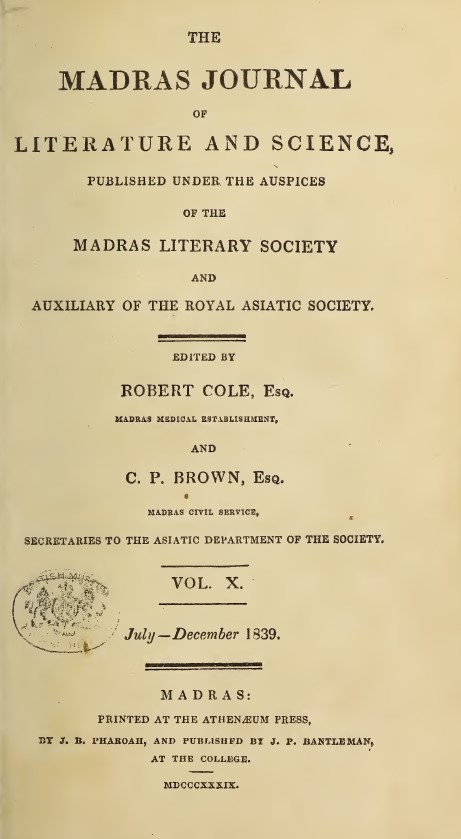 THE
MADRAS JOURNAL
OF
LITERATURE AND SCIENCE,
PUBLISHED UNDER THE AUSPICES
OF THE
MADRAS LITERARY SOCIETY
AND
AUXILIARY OF THE ROYAL ASIATIC SOCIETY.
EDITED BY
ROBERT COLE, Esq.
MADRAS MEDICAL ESTABLISHMENT,
AND
C. P. BROWN, Esq.
MADRAS CIVIL SERVICE,
SECRETARIES TO THE ASIATIC DEPARTMENT OF THE SOCIETY.
VOL. X.
BRITISH MUSEUM
July—December 1839.
MADRAS:
PRINTED AT THE ATHENÆUM PRESS,
BY J. B. PHAROAH, AND PUBLISHED BY J. P. BANTLEMAN,
AT THE COLLEGE.
MDCCCXXXIX.